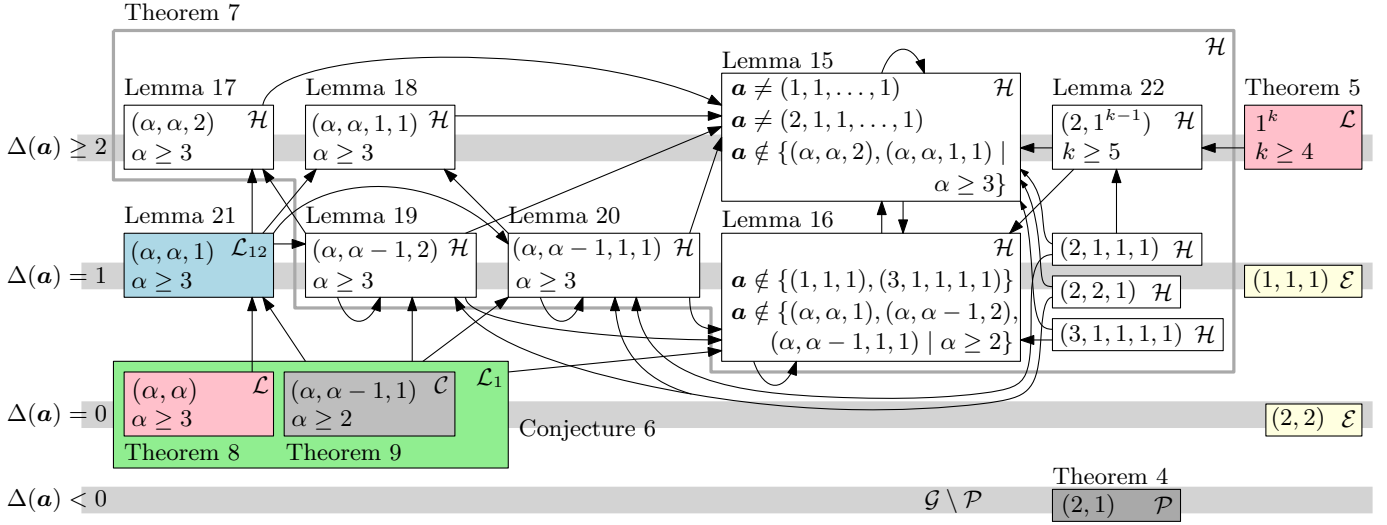 Theorem 7
ℋ
Lemma 17
(α, α, 2) ℋ
α ≥ 3
Lemma 18
(α, α, 1, 1) ℋ
α ≥ 3
Lemma 15
ℋ
𝒂 ≠ (1, 1, . . . , 1)
𝒂 ≠ (2, 1, 1, . . . , 1)
𝒂 ∉ {(α, α, 2), (α, α, 1, 1) |
α ≥ 3}
Lemma 22
(2, 1^{k−1}) ℋ
k ≥ 5
Theorem 5
1^k ℒ
k ≥ 4
Δ(𝒂) ≥ 2
Lemma 21
(α, α, 1) ℒ₁₂
α ≥ 3
Lemma 19
(α, α − 1, 2) ℋ
α ≥ 3
Lemma 20
(α, α − 1, 1, 1) ℋ
α ≥ 3
Lemma 16
ℋ
𝒂 ∉ {(1, 1, 1), (3, 1, 1, 1, 1)}
𝒂 ∉ {(α, α, 1), (α, α − 1, 2),
(α, α − 1, 1, 1) | α ≥ 2}
(2, 1, 1, 1) ℋ
(2, 2, 1) ℋ
(3, 1, 1, 1, 1) ℋ
(1, 1, 1) ℰ
Δ(𝒂) = 1
(α, α) ℒ
α ≥ 3
Theorem 8
(α, α − 1, 1) 𝒞
α ≥ 2
Theorem 9
ℒ₁
Conjecture 6
(2, 2) ℰ
Δ(𝒂) = 0
Δ(𝒂) < 0
𝒢 \ 𝒫
Theorem 4
(2, 1) 𝒫